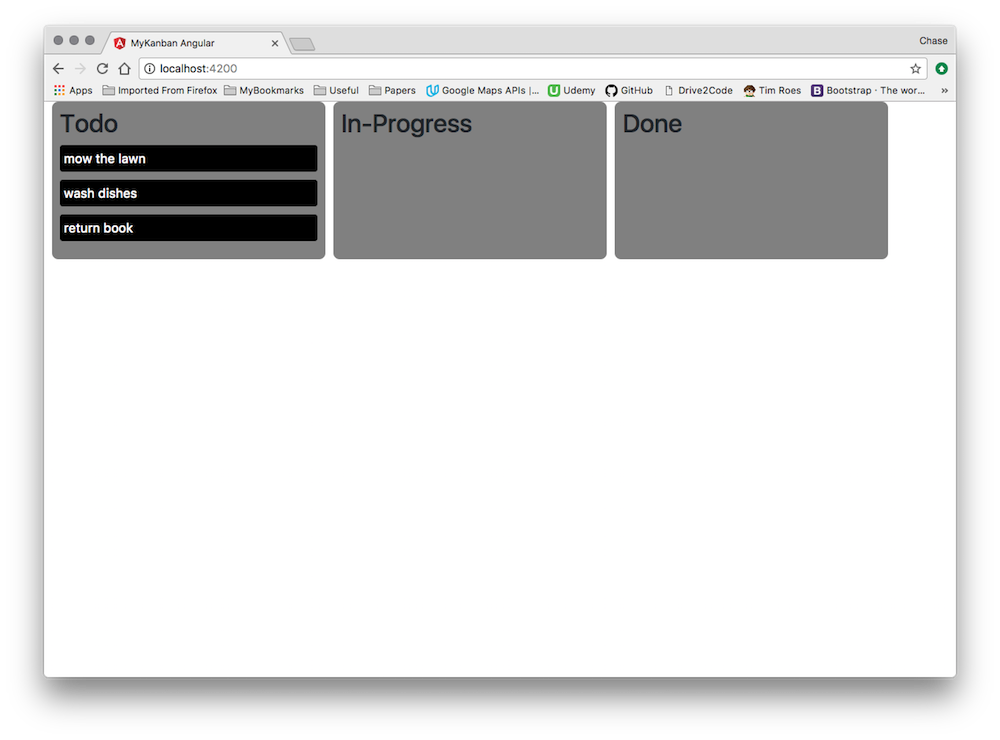 MyKanban Angular
Chase
localhost:4200
Apps Imported From Firefox MyBookmarks Useful Papers Google Maps APIs |... Udemy GitHub Drive2Code Tim Roes Bootstrap · The wor... »
Todo
mow the lawn
wash dishes
return book
In-Progress
Done